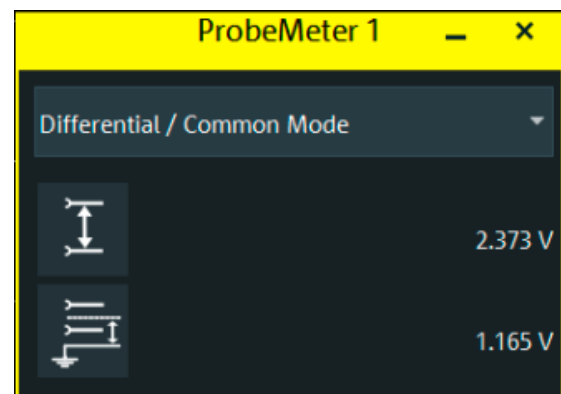 ProbeMeter 1
Differential / Common Mode
2.373 V
1.165 V